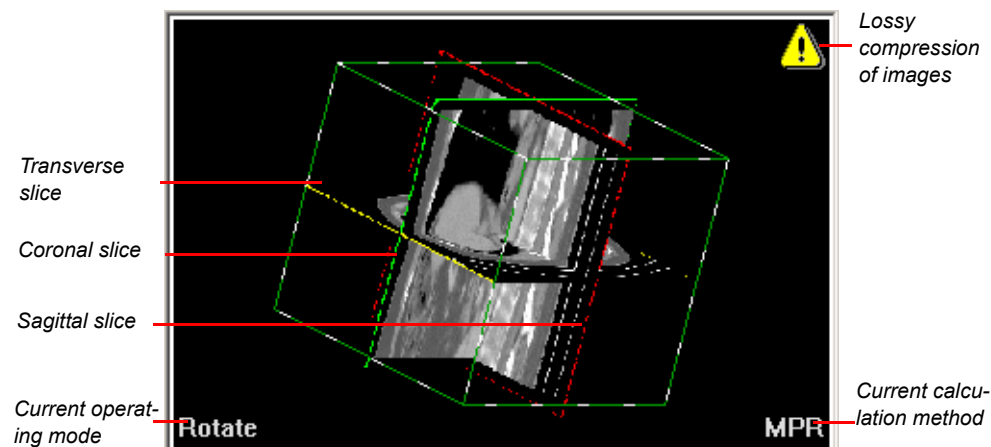 Lossy
compression
of images
Transverse
slice
Coronal slice
Sagittal slice
Current operat-
ing mode
Rotate
MPR
Current calcu-
lation method